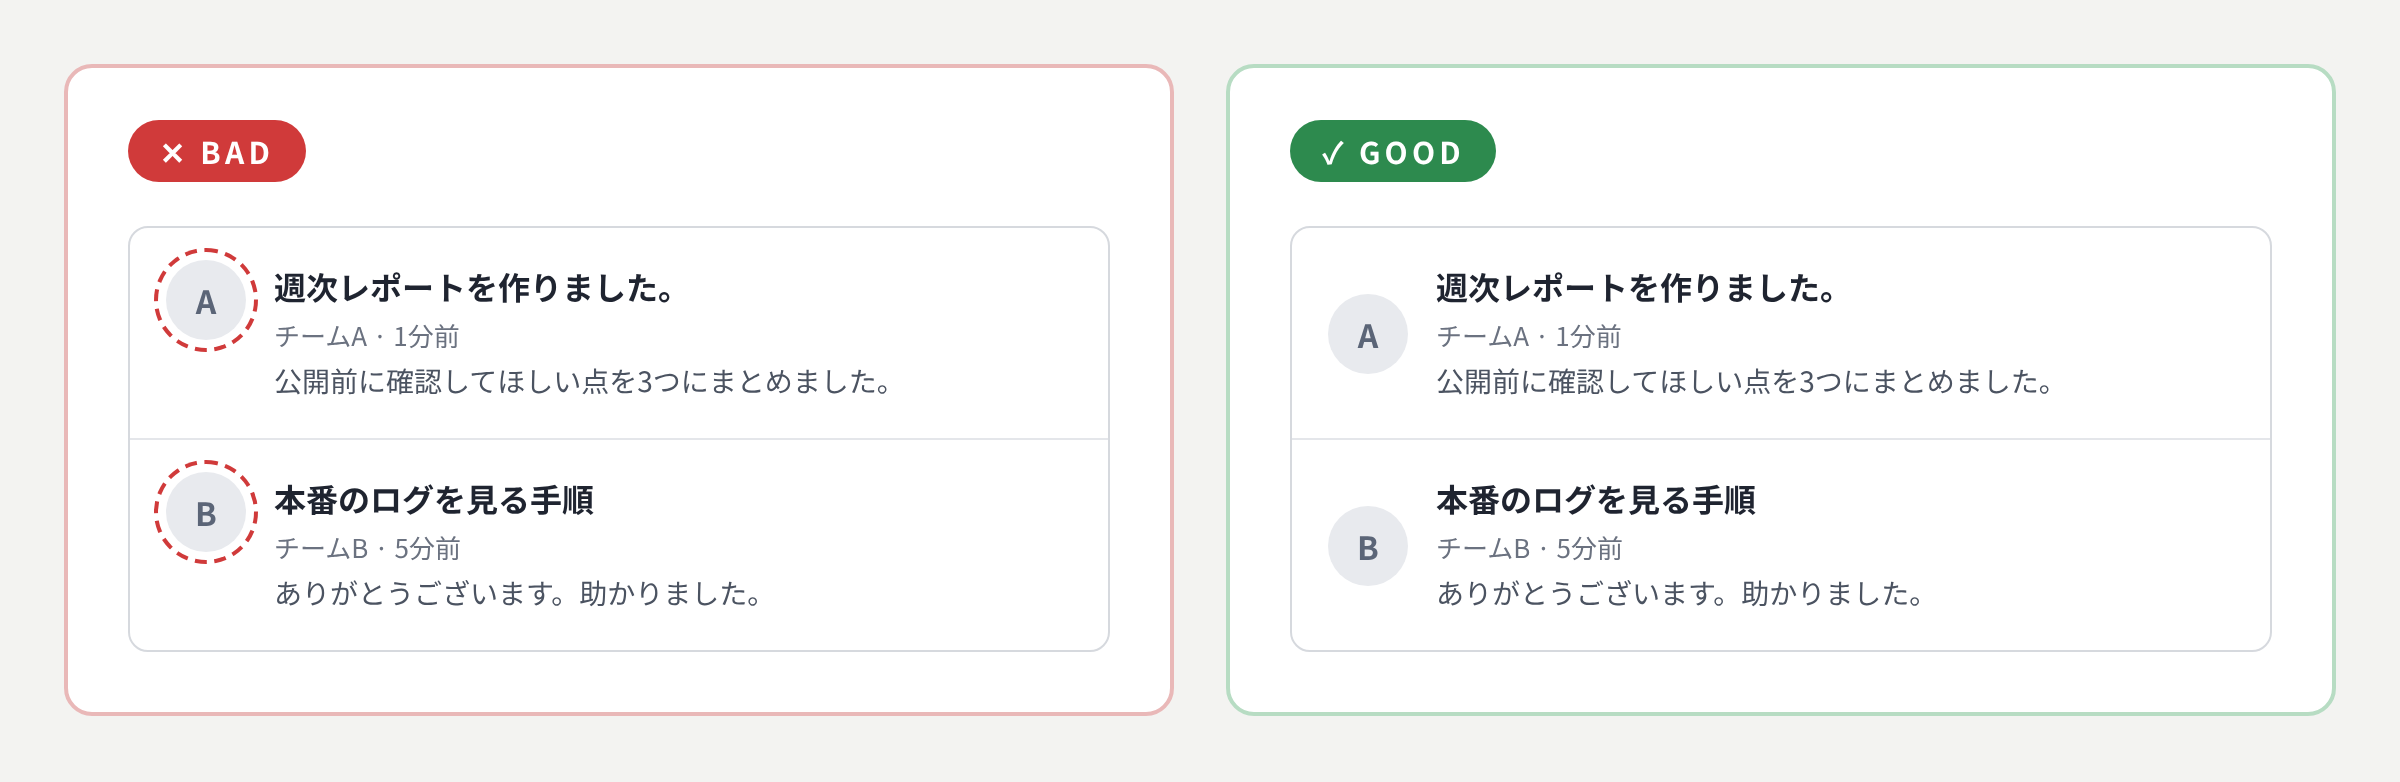 ✕ BAD
A
週次レポートを作りました。
チームA · 1分前
公開前に確認してほしい点を3つにまとめました。
B
本番のログを見る手順
チームB · 5分前
ありがとうございます。助かりました。
✓ GOOD
A
週次レポートを作りました。
チームA · 1分前
公開前に確認してほしい点を3つにまとめました。
B
本番のログを見る手順
チームB · 5分前
ありがとうございます。助かりました。